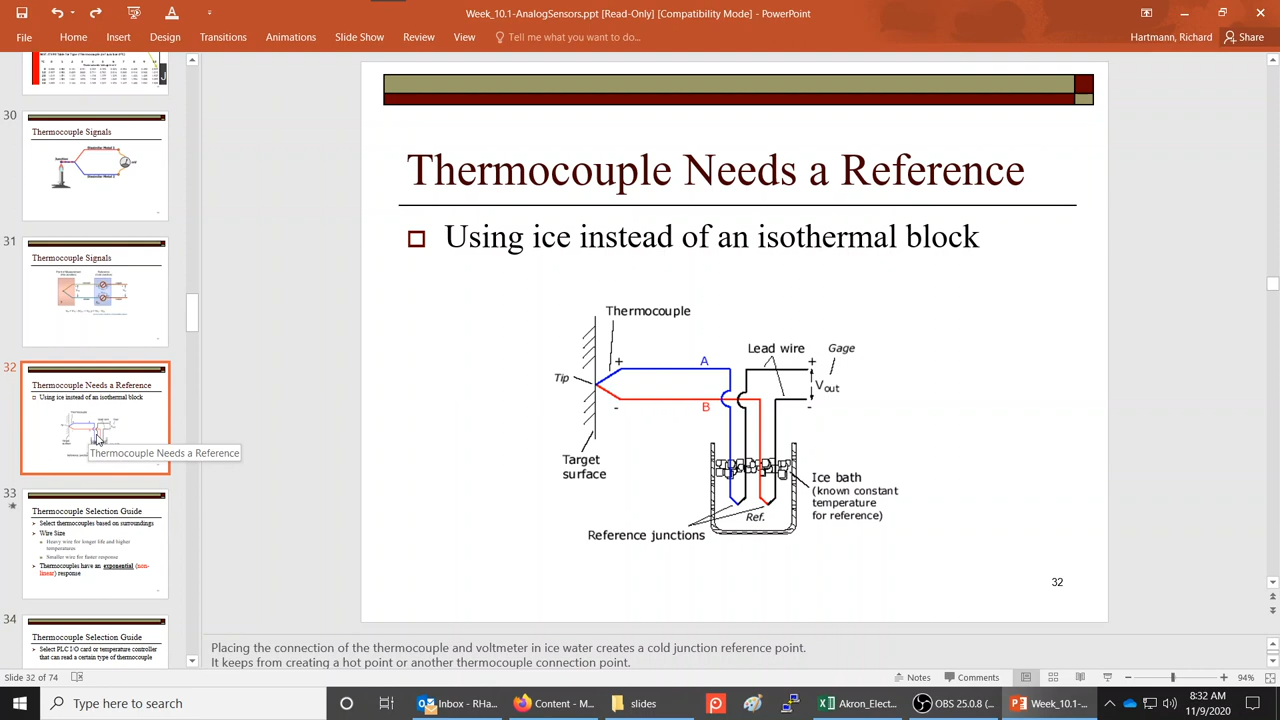 Week_10.1-AnalogSensors.ppt [Read-Only] [Compatibility Mode] - PowerPoint
File Home Insert Design Transitions Animations Slide Show Review View Tell me what you want to do... Hartmann, Richard Share
30
Thermocouple Signals
31
Thermocouple Signals
32
Thermocouple Needs a Reference
Using ice instead of an isothermal block
Thermocouple Needs a Reference
33
Thermocouple Selection Guide
Select thermocouples based on surroundings
Wire Size
Heavy wire for longer life and higher
temperatures
Smaller wire for faster response
Thermocouples have an exponential (non-
linear) response
34
Thermocouple Selection Guide
Select PLC I/O card or temperature controller
that can read a certain type of thermocouple
Thermocouple Needs a Reference
Using ice instead of an isothermal block
Thermocouple
Lead wire
Gage
Tip
+
A
+
Vout
-
B
-
Target
surface
Ice bath
(known constant
temperature
for reference)
Ref.
Reference junctions
32
Placing the connection of the thermocouple and voltmeter in ice water creates a cold junction reference point.
It keeps from creating a hot point or another thermocouple connection point.
Slide 32 of 74
Notes
Comments
94%
Type here to search
Inbox - RHa...
Content - M...
slides
Akron_Elect...
OBS 25.0.8 (...
Week_10.1-...
8:32 AM
11/9/2020